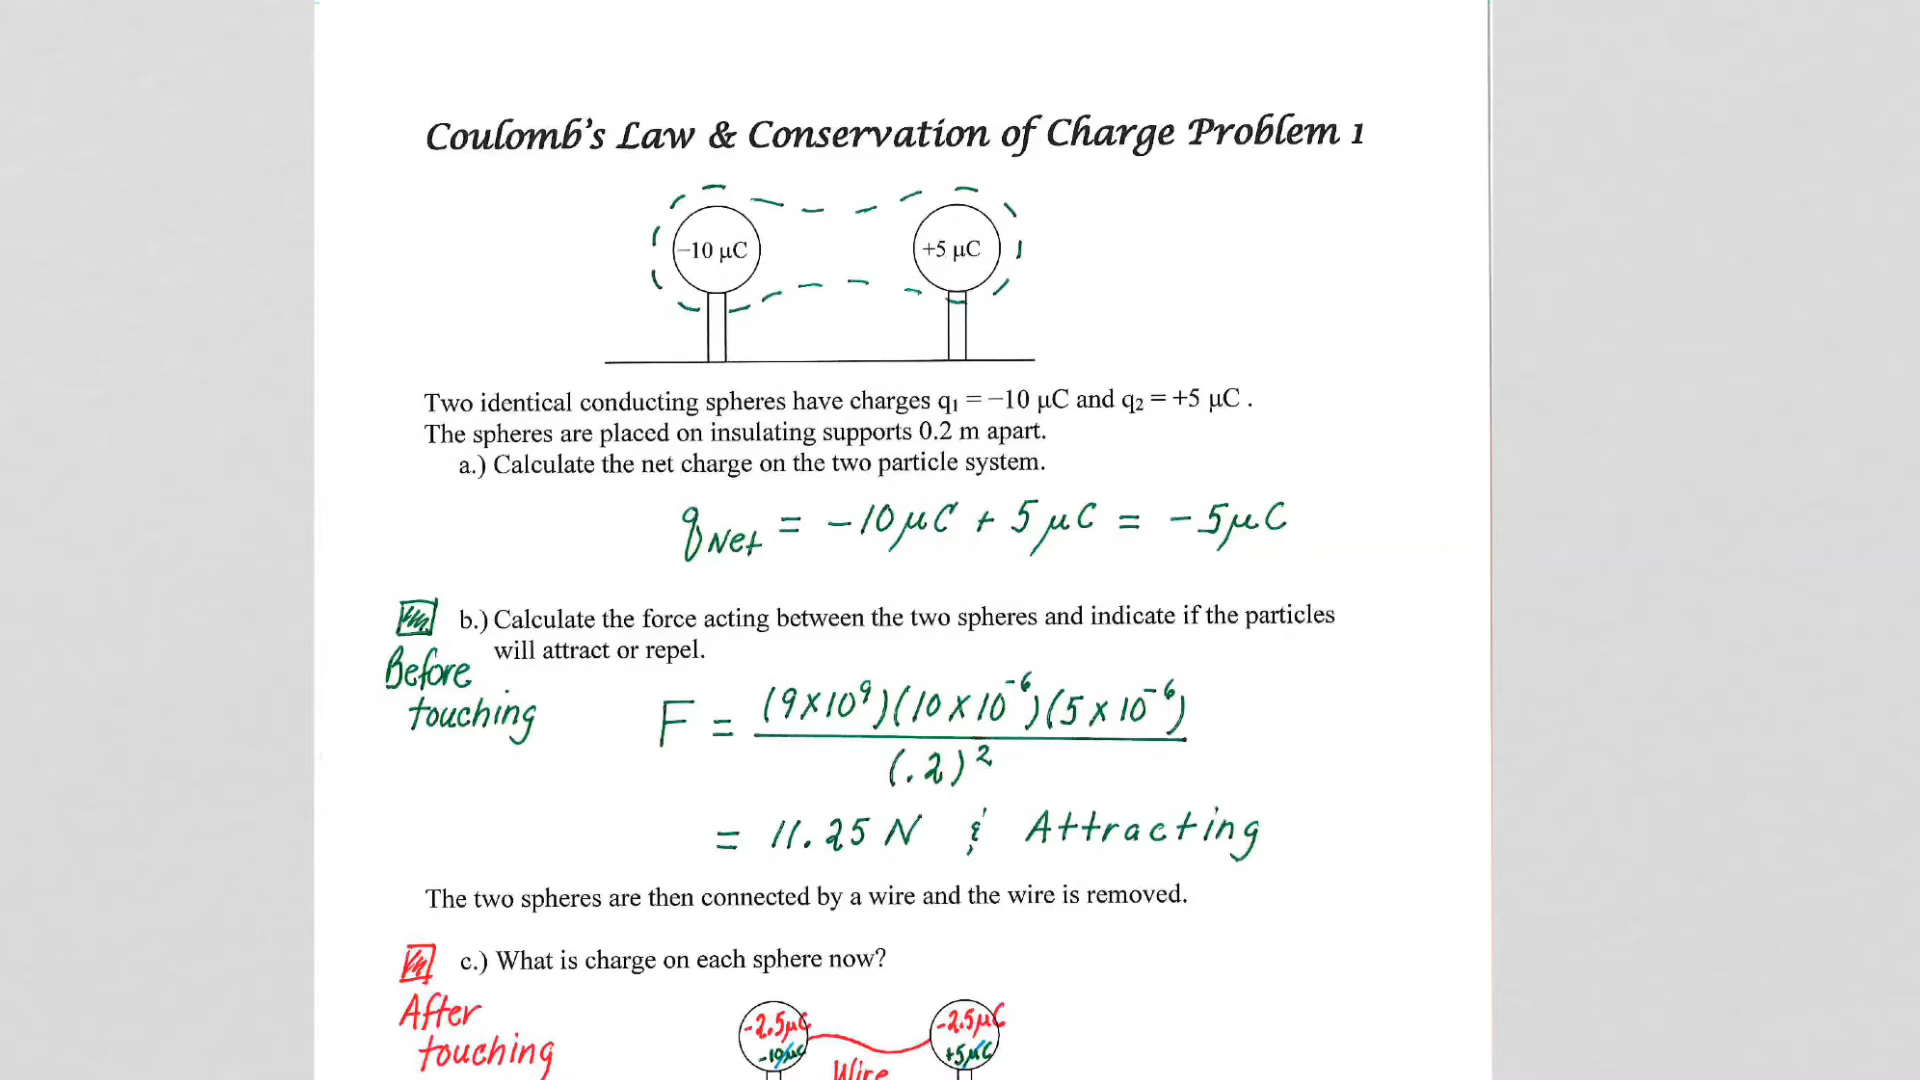 Coulomb's Law & Conservation of Charge Problem 1
−10 µC
+5 µC
Two identical conducting spheres have charges q₁ = −10 µC and q₂ = +5 µC .
The spheres are placed on insulating supports 0.2 m apart.
a.) Calculate the net charge on the two particle system.
qNet = -10µC + 5µC = -5µC
b.) Calculate the force acting between the two spheres and indicate if the particles
will attract or repel.
Before
touching
F = (9×10⁹)(10×10⁻⁶)(5×10⁻⁶)
(.2)²
= 11.25 N & Attracting
The two spheres are then connected by a wire and the wire is removed.
c.) What is charge on each sphere now?
After
touching
-2.5µC
-10µC
-2.5µC
+5µC
Wire